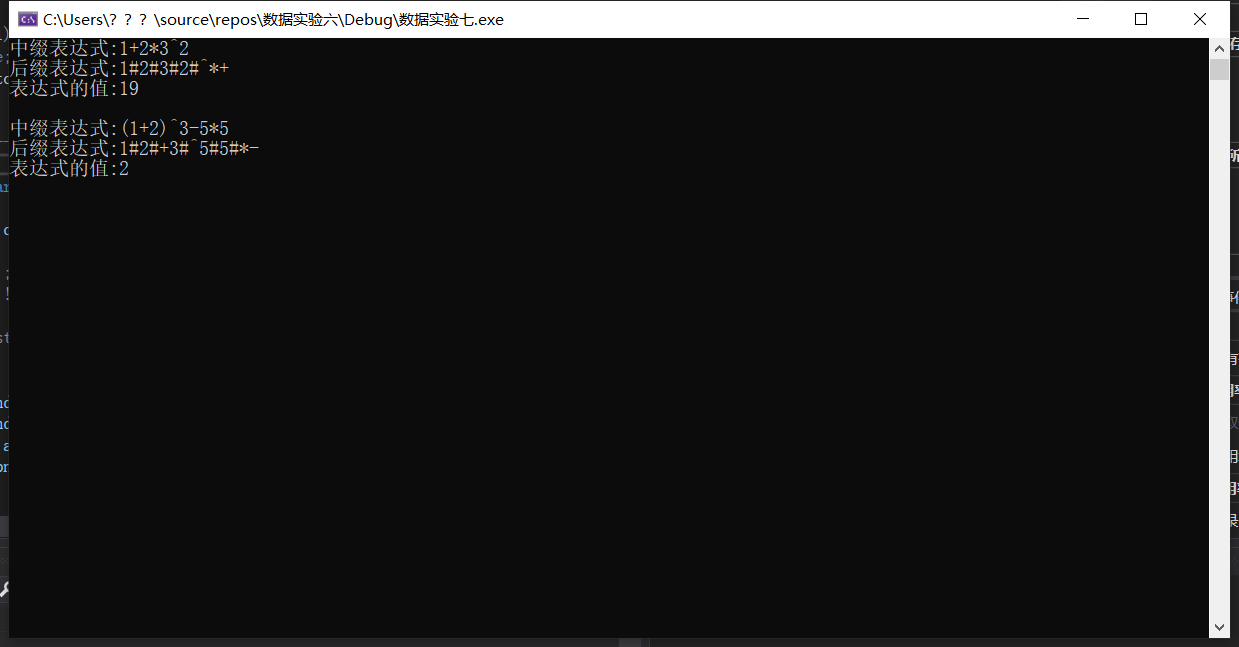 C:\Users\? ? ? \source\repos\数据实验六\Debug\数据实验七.exe
中缀表达式:1+2*3^2
后缀表达式:1#2#3#2#^*+
表达式的值:19
中缀表达式:(1+2)^3-5*5
后缀表达式:1#2#+3#^5#5#*-
表达式的值:2